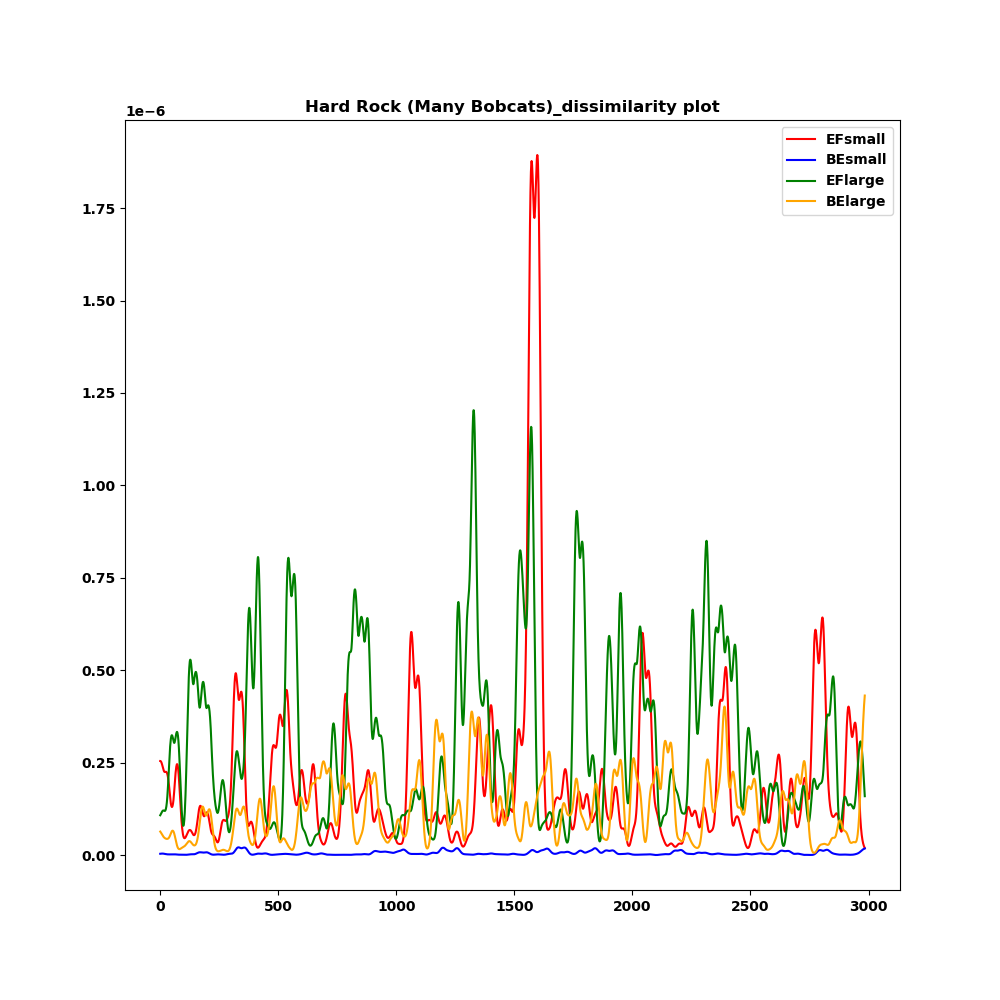 Hard Rock (Many Bobcats)_dissimilarity plot
1e−6
EFsmall
BEsmall
EFlarge
BElarge
1.75
1.50
1.25
1.00
0.75
0.50
0.25
0.00
0 500 1000 1500 2000 2500 3000